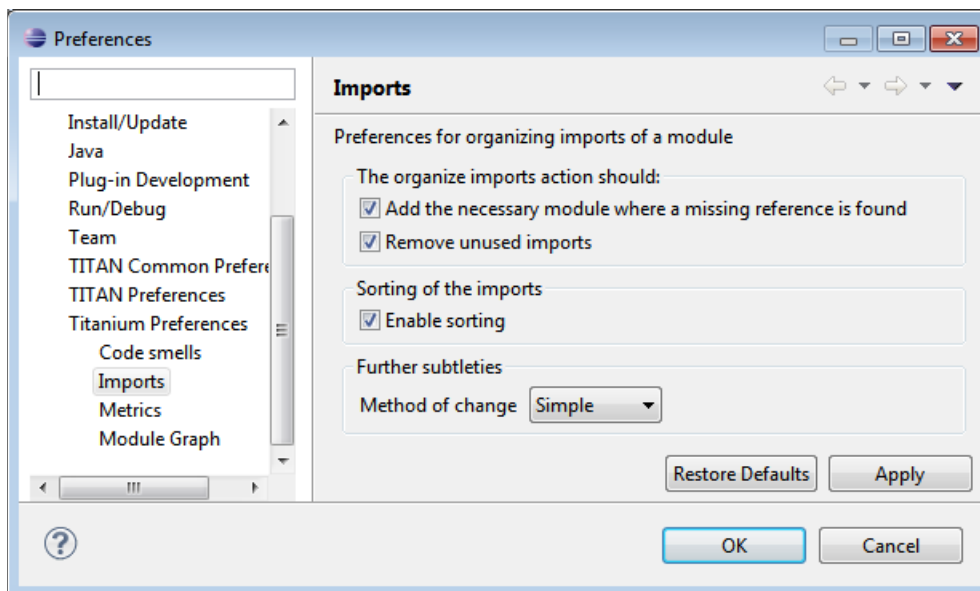 Preferences
Imports
Install/Update
Java
Plug-in Development
Run/Debug
Team
TITAN Common Prefere
TITAN Preferences
Titanium Preferences
Code smells
Imports
Metrics
Module Graph
Preferences for organizing imports of a module
The organize imports action should:
Add the necessary module where a missing reference is found
Remove unused imports
Sorting of the imports
Enable sorting
Further subtleties
Method of change Simple
Restore Defaults Apply
OK Cancel